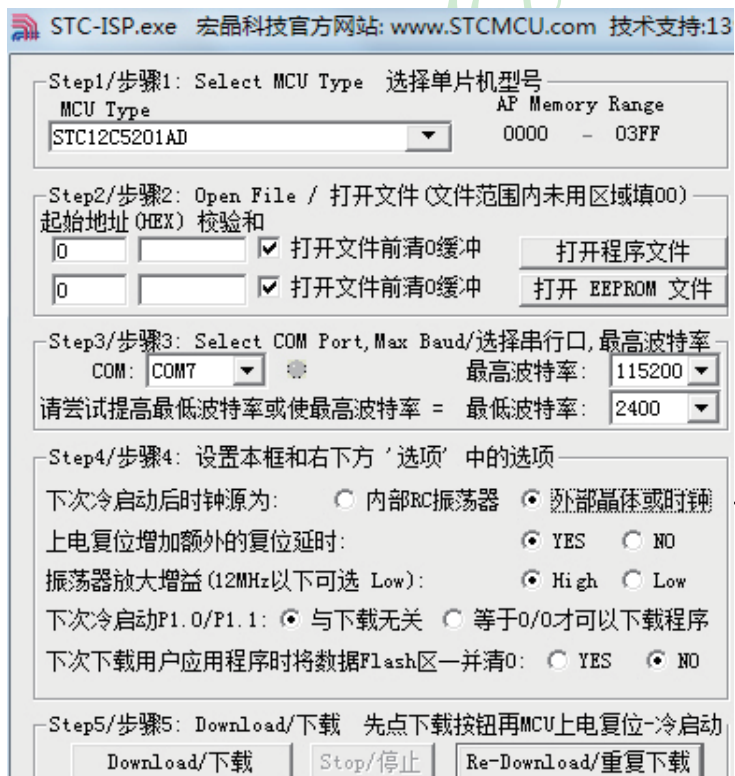 STC-ISP.exe 宏晶科技官方网站: www.STCMCU.com 技术支持:13
Step1/步骤1: Select MCU Type 选择单片机型号
MCU Type AP Memory Range
STC12C5201AD 0000 - 03FF
Step2/步骤2: Open File / 打开文件(文件范围内未用区域填00)
起始地址(HEX) 校验和
0 打开文件前清0缓冲 打开程序文件
0 打开文件前清0缓冲 打开 EEPROM 文件
Step3/步骤3: Select COM Port,Max Baud/选择串行口,最高波特率
COM: COM7 最高波特率: 115200
请尝试提高最低波特率或使最高波特率 = 最低波特率: 2400
Step4/步骤4: 设置本框和右下方 '选项' 中的选项
下次冷启动后时钟源为: 内部RC振荡器 外部晶体或时钟
上电复位增加额外的复位延时: YES NO
振荡器放大增益(12MHz以下可选 Low): High Low
下次冷启动P1.0/P1.1: 与下载无关 等于0/0才可以下载程序
下次下载用户应用程序时将数据Flash区一并清0: YES NO
Step5/步骤5: Download/下载 先点下载按钮再MCU上电复位-冷启动
Download/下载 Stop/停止 Re-Download/重复下载